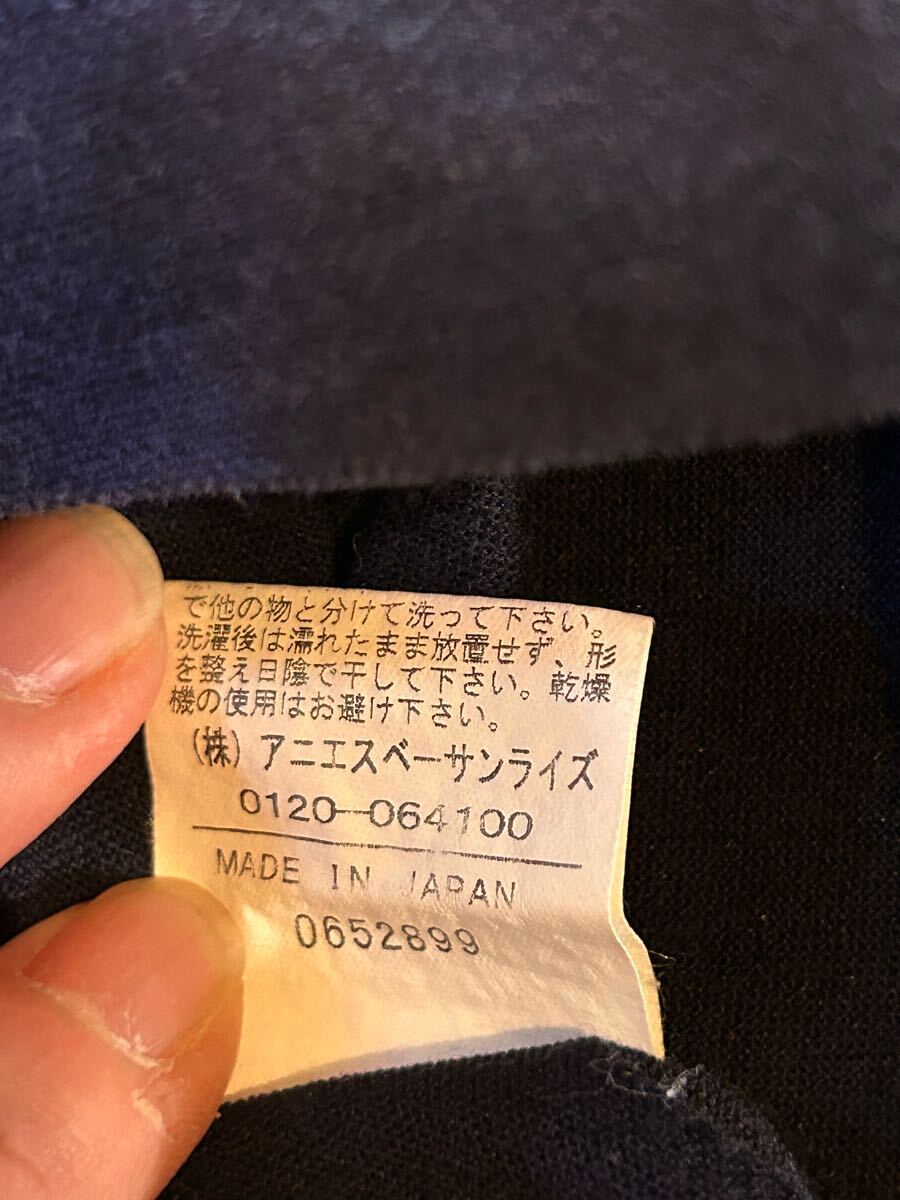 で他の物と分けて洗って下さい。
洗濯後は濡れたまま放置せず、形
を整え日陰で干して下さい。乾燥
機の使用はお避け下さい。
(株)アニエスベーサンライズ
0120-064100
MADE IN JAPAN
0652899